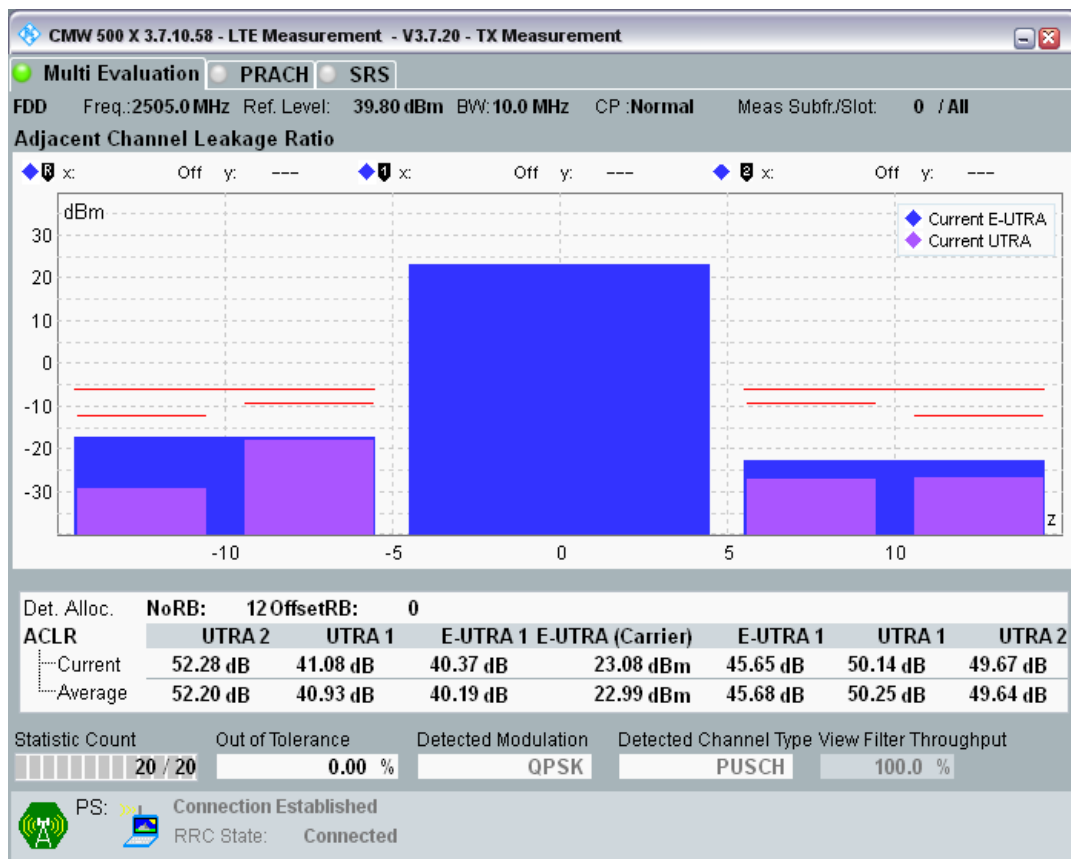 CMW 500 X 3.7.10.58 - LTE Measurement - V3.7.20 - TX Measurement
Multi Evaluation PRACH SRS
FDD Freq.:2505.0 MHz Ref. Level: 39.80 dBm BW:10.0 MHz CP :Normal Meas Subfr./Slot: 0 / All
Adjacent Channel Leakage Ratio
R x: Off y: --- 1 x: Off y: --- 2 x: Off y: ---
dBm
Current E-UTRA
Current UTRA
30
20
10
0
-10
-20
-30
z
-10 -5 0 5 10
Det. Alloc. NoRB: 12 OffsetRB: 0
ACLR UTRA 2 UTRA 1 E-UTRA 1 E-UTRA (Carrier) E-UTRA 1 UTRA 1 UTRA 2
Current 52.28 dB 41.08 dB 40.37 dB 23.08 dBm 45.65 dB 50.14 dB 49.67 dB
Average 52.20 dB 40.93 dB 40.19 dB 22.99 dBm 45.68 dB 50.25 dB 49.64 dB
Statistic Count Out of Tolerance Detected Modulation Detected Channel Type View Filter Throughput
20 / 20 0.00 % QPSK PUSCH 100.0 %
PS: Connection Established
RRC State: Connected